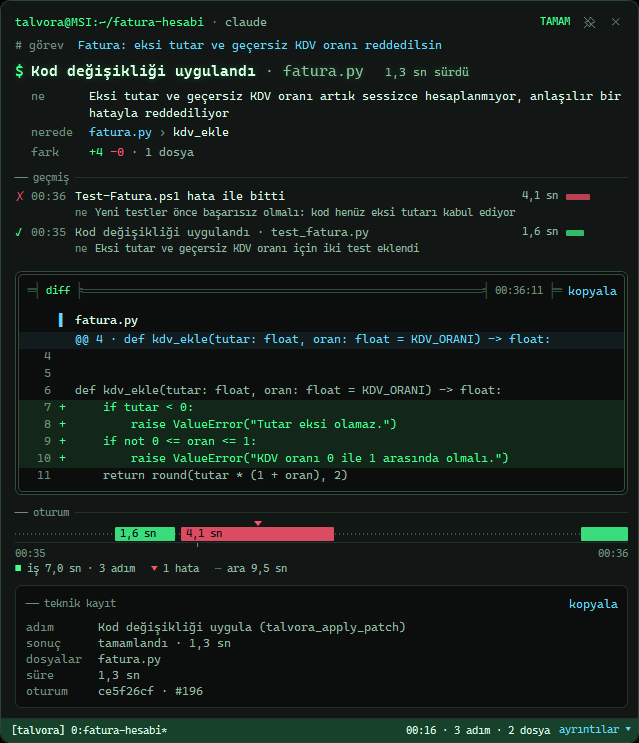 talvora@MSI:~/fatura-hesabi · claude TAMAM
# görev Fatura: eksi tutar ve geçersiz KDV oranı reddedilsin
$ Kod değişikliği uygulandı · fatura.py 1,3 sn sürdü
ne Eksi tutar ve geçersiz KDV oranı artık sessizce hesaplanmıyor, anlaşılır bir
hatayla reddediliyor
nerede fatura.py › kdv_ekle
fark +4 −0 · 1 dosya
geçmiş
✗ 00:36 Test-Fatura.ps1 hata ile bitti 4,1 sn
ne Yeni testler önce başarısız olmalı: kod henüz eksi tutarı kabul ediyor
✓ 00:35 Kod değişikliği uygulandı · test_fatura.py 1,6 sn
ne Eksi tutar ve geçersiz KDV oranı için iki test eklendi
diff 00:36:11 kopyala
fatura.py
@@ 4 · def kdv_ekle(tutar: float, oran: float = KDV_ORANI) -> float:
4
5
6 def kdv_ekle(tutar: float, oran: float = KDV_ORANI) -> float:
7 + if tutar < 0:
8 + raise ValueError("Tutar eksi olamaz.")
9 + if not 0 <= oran <= 1:
10 + raise ValueError("KDV oranı 0 ile 1 arasında olmalı.")
11 return round(tutar * (1 + oran), 2)
oturum
1,6 sn 4,1 sn
00:35 00:36
■ iş 7,0 sn · 3 adım ▼ 1 hata ┈ ara 9,5 sn
teknik kayıt kopyala
adım Kod değişikliği uygula (talvora_apply_patch)
sonuç tamamlandı · 1,3 sn
dosyalar fatura.py
süre 1,3 sn
oturum ce5f26cf · #196
[talvora] 0:fatura-hesabi* 00:16 · 3 adım · 2 dosya ayrıntılar ▾